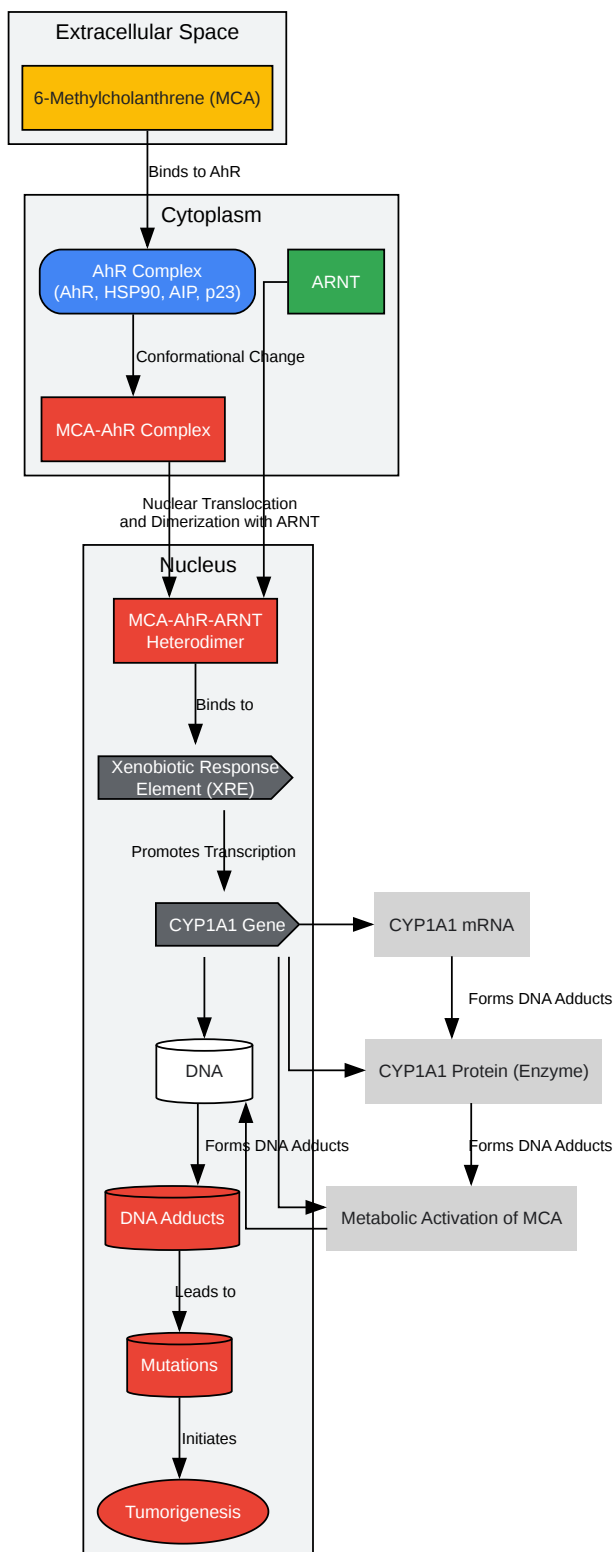 Extracellular Space
6-Methylcholanthrene (MCA)
Binds to AhR
Cytoplasm
AhR Complex
(AhR, HSP90, AIP, p23)
ARNT
Conformational Change
MCA-AhR Complex
Nuclear Translocation
and Dimerization with ARNT
Nucleus
MCA-AhR-ARNT
Heterodimer
Binds to
Xenobiotic Response
Element (XRE)
Promotes Transcription
CYP1A1 Gene
CYP1A1 mRNA
Forms DNA Adducts
DNA
CYP1A1 Protein (Enzyme)
Forms DNA Adducts
Forms DNA Adducts
DNA Adducts
Metabolic Activation of MCA
Leads to
Mutations
Initiates
Tumorigenesis